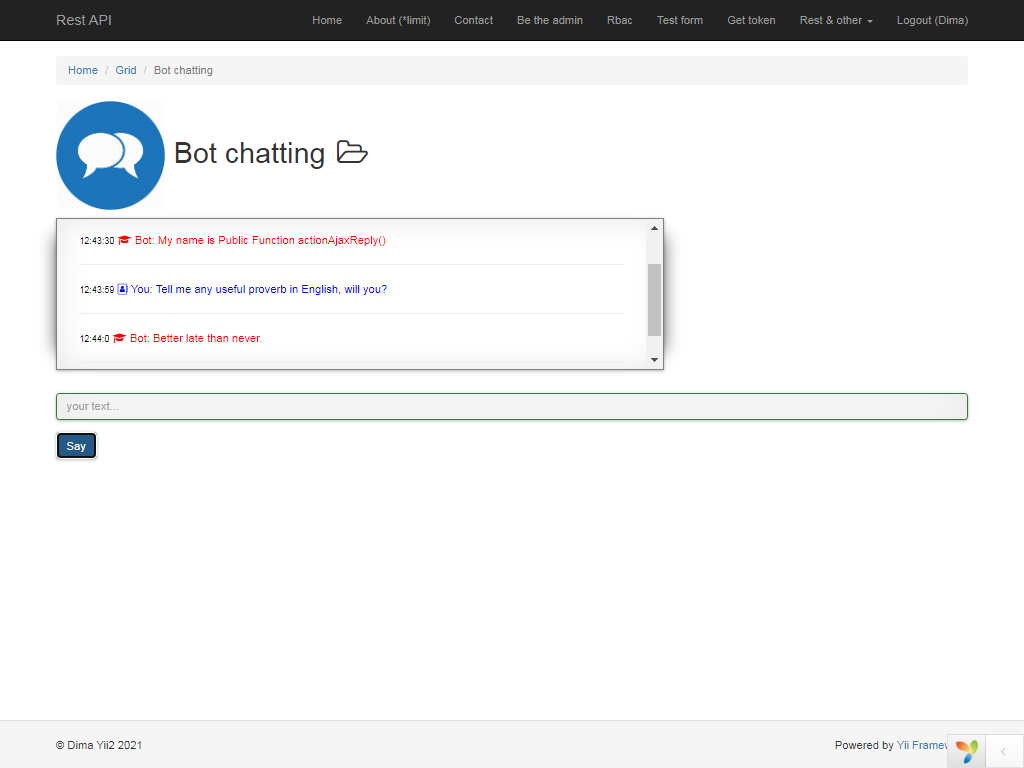 Rest API Home About (*limit) Contact Be the admin Rbac Test form Get token Rest & other Logout (Dima)
Home / Grid / Bot chatting
Bot chatting
12:43:30 Bot: My name is Public Function actionAjaxReply()
12:43:59 You: Tell me any useful proverb in English, will you?
12:44:0 Bot: Better late than never.
your text...
Say
© Dima Yii2 2021 Powered by Yii